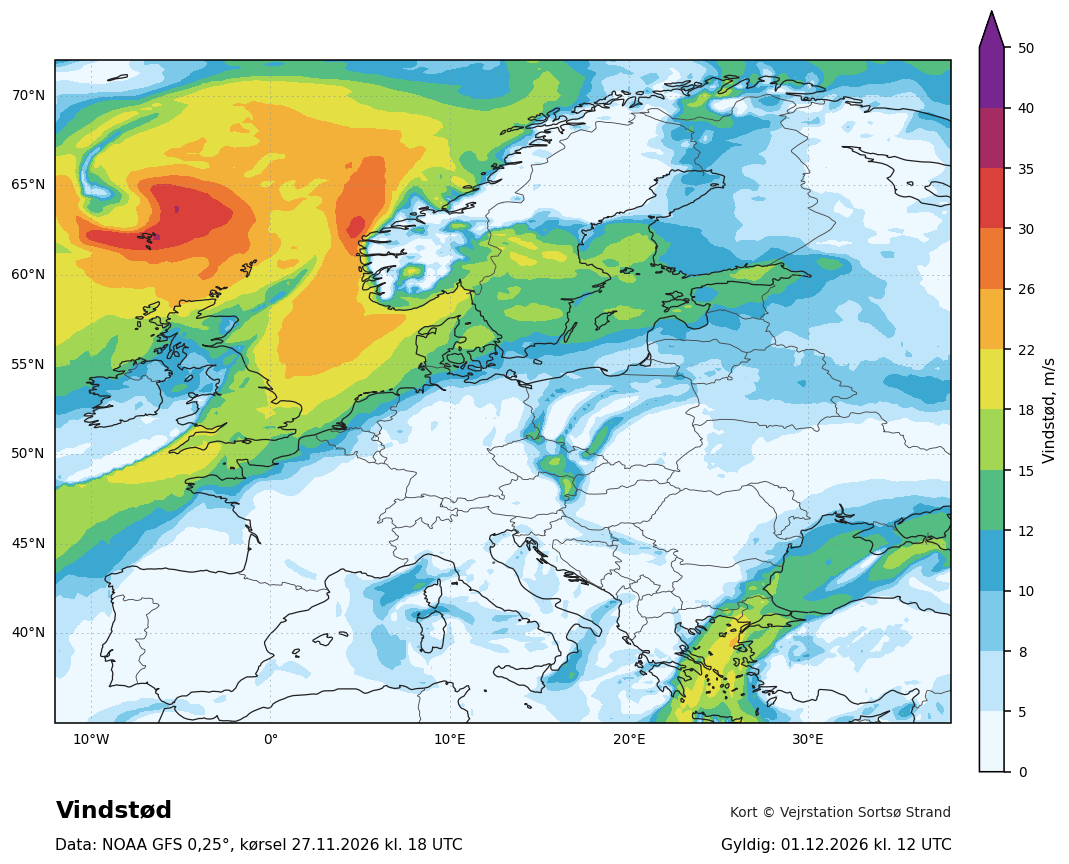 70°N
65°N
60°N
55°N
50°N
45°N
40°N
10°W
0°
10°E
20°E
30°E
50
40
35
30
26
22
18
15
12
10
8
5
0
Vindstød, m/s
Vindstød
Kort © Vejrstation Sortsø Strand
Data: NOAA GFS 0,25°, kørsel 27.11.2026 kl. 18 UTC
Gyldig: 01.12.2026 kl. 12 UTC